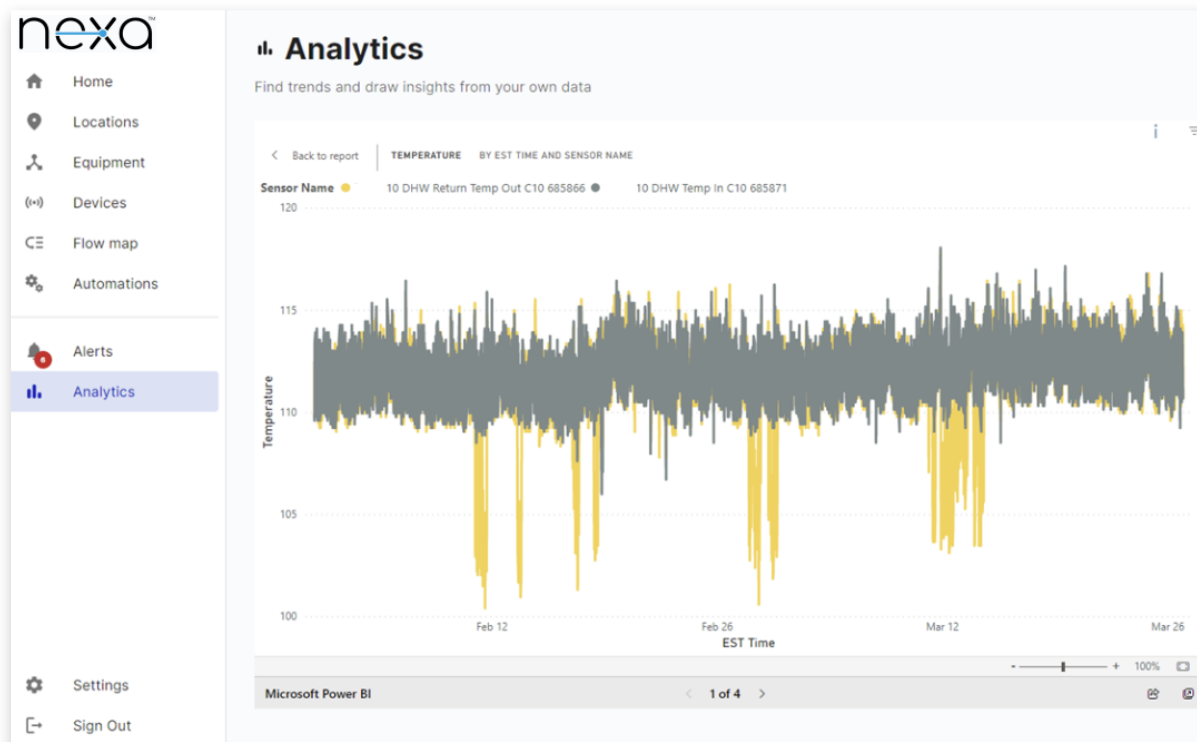 nexa™
Home
Locations
Equipment
Devices
Flow map
Automations
6
Alerts
Analytics
Settings
Sign Out
Analytics
Find trends and draw insights from your own data
Back to report
TEMPERATURE BY EST TIME AND SENSOR NAME
Sensor Name 10 DHW Return Temp Out C10 685866 10 DHW Temp In C10 685871
120
115
110
105
100
Temperature
Feb 12 Feb 26 Mar 12 Mar 26
EST Time
- + 100%
Microsoft Power BI 1 of 4